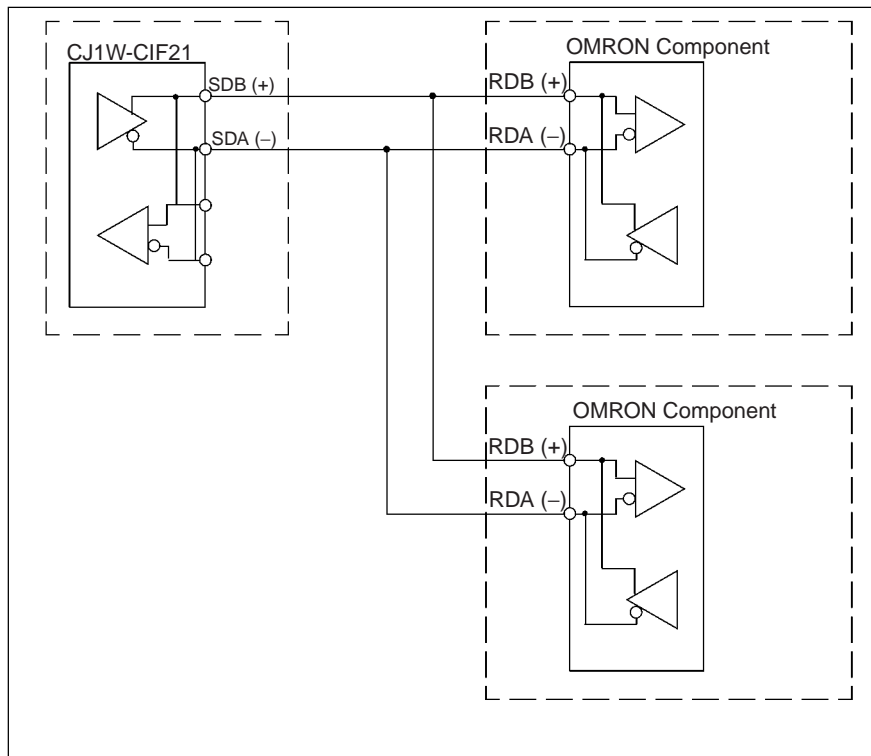 CJ1W-CIF21
OMRON Component
SDB (+)
RDB (+)
SDA (−)
RDA (−)
OMRON Component
RDB (+)
RDA (−)